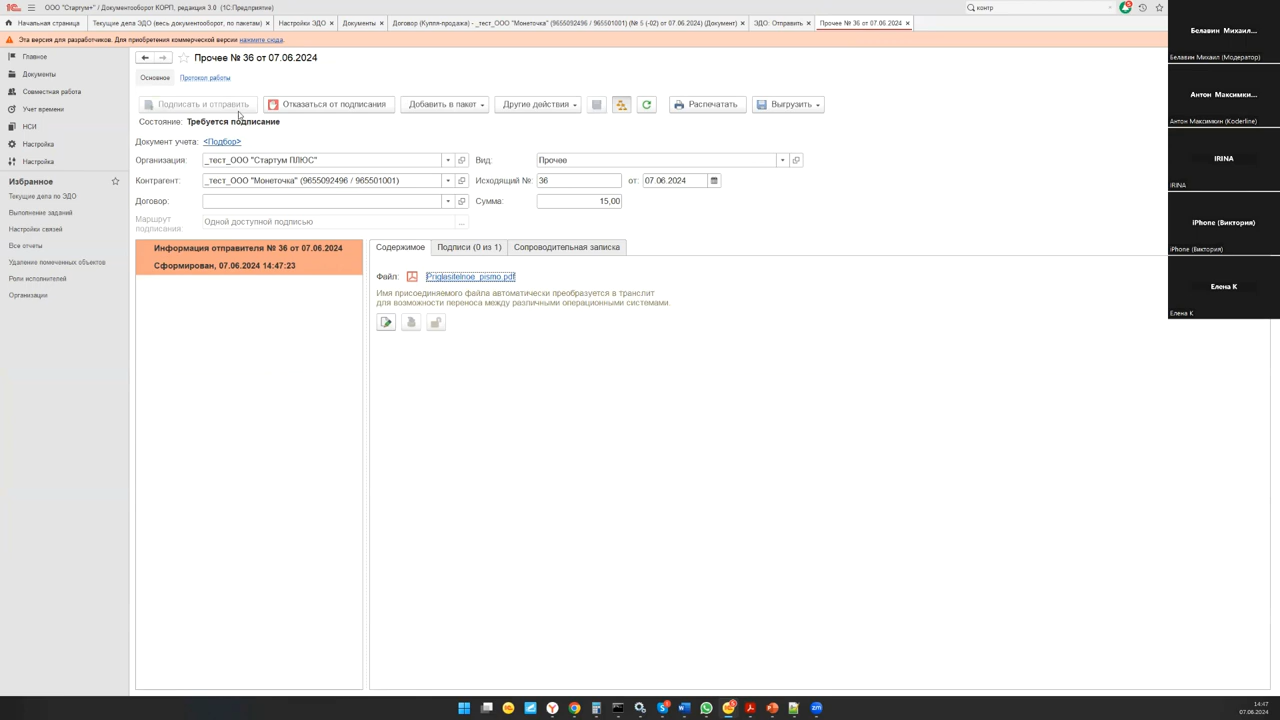 ООО "Стартум+" / Документооборот КОРП, редакция 3.0 (1С:Предприятие)
контр
Начальная страница
Текущие дела ЭДО (весь документооборот, по пакетам) ×
Настройки ЭДО ×
Документы ×
Договор (Купля-продажа) - _тест_ООО "Монеточка" (9655092496 / 965501001) (№ 5 (-02) от 07.06.2024) (Документ) ×
ЭДО: Отправить ×
Прочее № 36 от 07.06.2024 ×
Эта версия для разработчиков. Для приобретения коммерческой версии нажмите сюда.
Главное
Документы
Совместная работа
Учет времени
НСИ
Настройка
Настройка
Избранное
Текущие дела по ЭДО
Выполнение заданий
Настройки связей
Все отчеты
Удаление помеченных объектов
Роли исполнителей
Организации
Прочее № 36 от 07.06.2024
Основное
Протокол работы
Подписать и отправить
Отказаться от подписания
Добавить в пакет
Другие действия
Распечатать
Выгрузить
Состояние: Требуется подписание
Документ учета: <Подбор>
Организация: _тест_ООО "Стартум ПЛЮС"
Вид: Прочее
Контрагент: _тест_ООО "Монеточка" (9655092496 / 965501001)
Исходящий №: 36 от: 07.06.2024
Договор:
Сумма: 15,00
Маршрут подписания: Одной доступной подписью ...
Информация отправителя № 36 от 07.06.2024
Сформирован, 07.06.2024 14:47:23
Содержимое
Подписи (0 из 1)
Сопроводительная записка
Файл: Priglasitelnoe_pismo.pdf
Имя присоединяемого файла автоматически преобразуется в транслит
для возможности переноса между различными операционными системами.
Белавин Михаил...
Белавин Михаил (Модератор)
Антон Максимки...
Антон Максимкин (Koderline)
IRINA
IRINA
iPhone (Виктория)
iPhone (Виктория)
Елена К
Елена К
14:47
07.06.2024